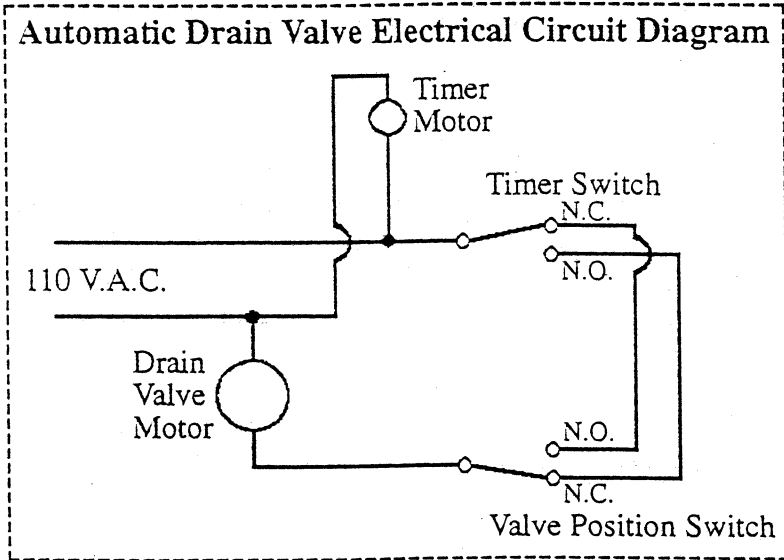 Automatic Drain Valve Electrical Circuit Diagram
Timer
Motor
Timer Switch
N.C.
N.O.
110 V.A.C.
Drain
Valve
Motor
N.O.
N.C.
Valve Position Switch